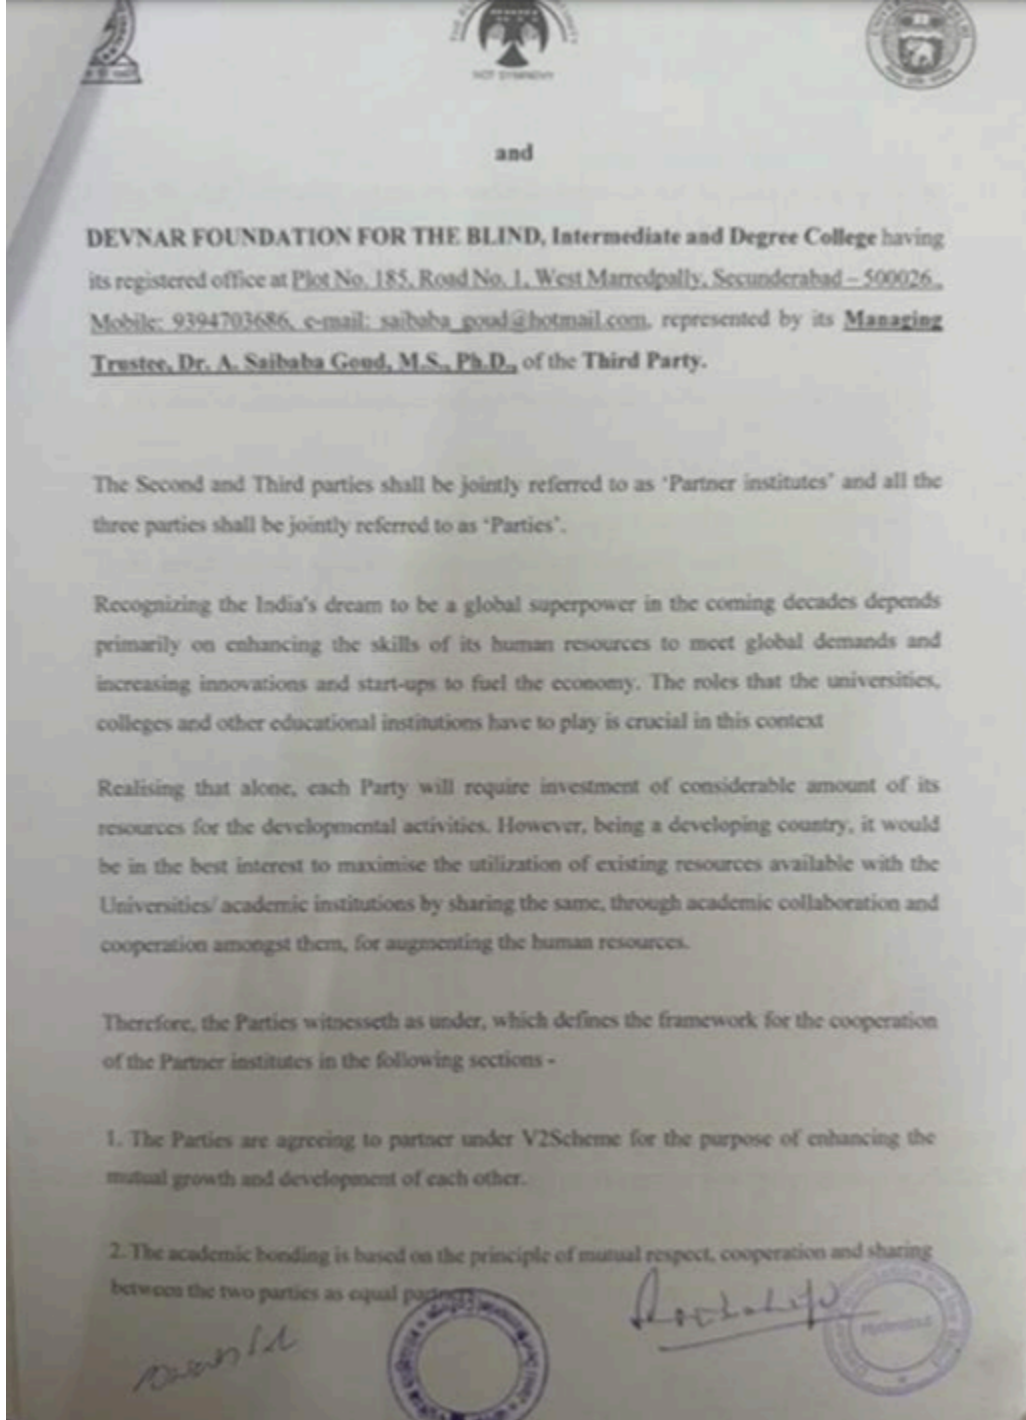 UNIVERSITY OF DELHI
NOT DYNASTY
and
DEVNAR FOUNDATION FOR THE BLIND, Intermediate and Degree College having
its registered office at Plot No. 185, Road No. 1, West Marredpally, Secunderabad – 500026.,
Mobile: 9394703686, e-mail: saibaba_goud@hotmail.com, represented by its Managing
Trustee, Dr. A. Saibaba Goud, M.S., Ph.D., of the Third Party.
The Second and Third parties shall be jointly referred to as ‘Partner institutes’ and all the
three parties shall be jointly referred to as ‘Parties’.
Recognizing the India's dream to be a global superpower in the coming decades depends
primarily on enhancing the skills of its human resources to meet global demands and
increasing innovations and start-ups to fuel the economy. The roles that the universities,
colleges and other educational institutions have to play is crucial in this context
Realising that alone, each Party will require investment of considerable amount of its
resources for the developmental activities. However, being a developing country, it would
be in the best interest to maximise the utilization of existing resources available with the
Universities/ academic institutions by sharing the same, through academic collaboration and
cooperation amongst them, for augmenting the human resources.
Therefore, the Parties witnesseth as under, which defines the framework for the cooperation
of the Partner institutes in the following sections -
1. The Parties are agreeing to partner under V2Scheme for the purpose of enhancing the
mutual growth and development of each other.
2. The academic bonding is based on the principle of mutual respect, cooperation and sharing
between the two parties as equal
Hyderabad